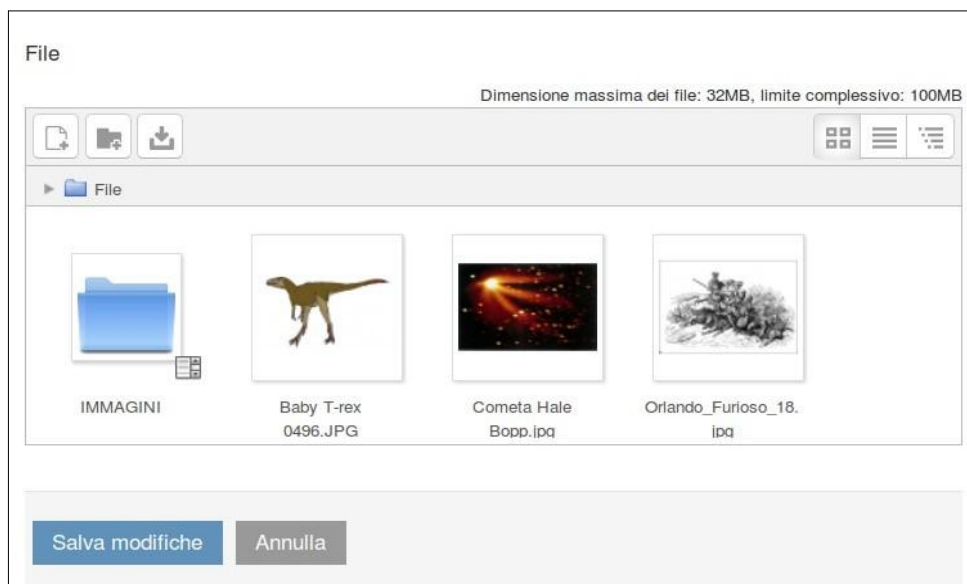 File
Dimensione massima dei file: 32MB, limite complessivo: 100MB
File
IMMAGINI
Baby T-rex
0496.JPG
Cometa Hale
Bopp.jpg
Orlando_Furioso_18.
jpg
Salva modifiche
Annulla